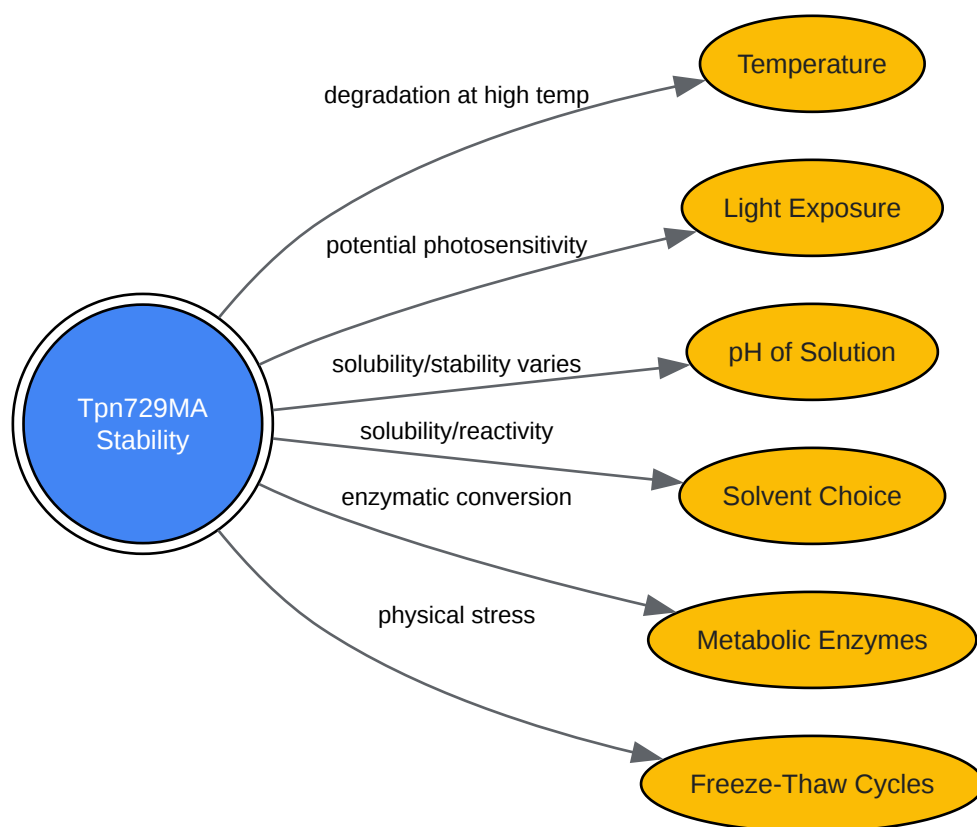 Temperature
degradation at high temp
Light Exposure
potential photosensitivity
pH of Solution
solubility/stability varies
Tpn729MA
Stability
solubility/reactivity
Solvent Choice
enzymatic conversion
Metabolic Enzymes
physical stress
Freeze-Thaw Cycles